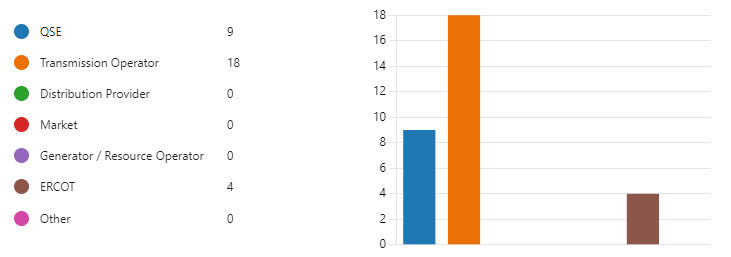 QSE 9
Transmission Operator 18
Distribution Provider 0
Market 0
Generator / Resource Operator 0
ERCOT 4
Other 0
18
16
14
12
10
8
6
4
2
0